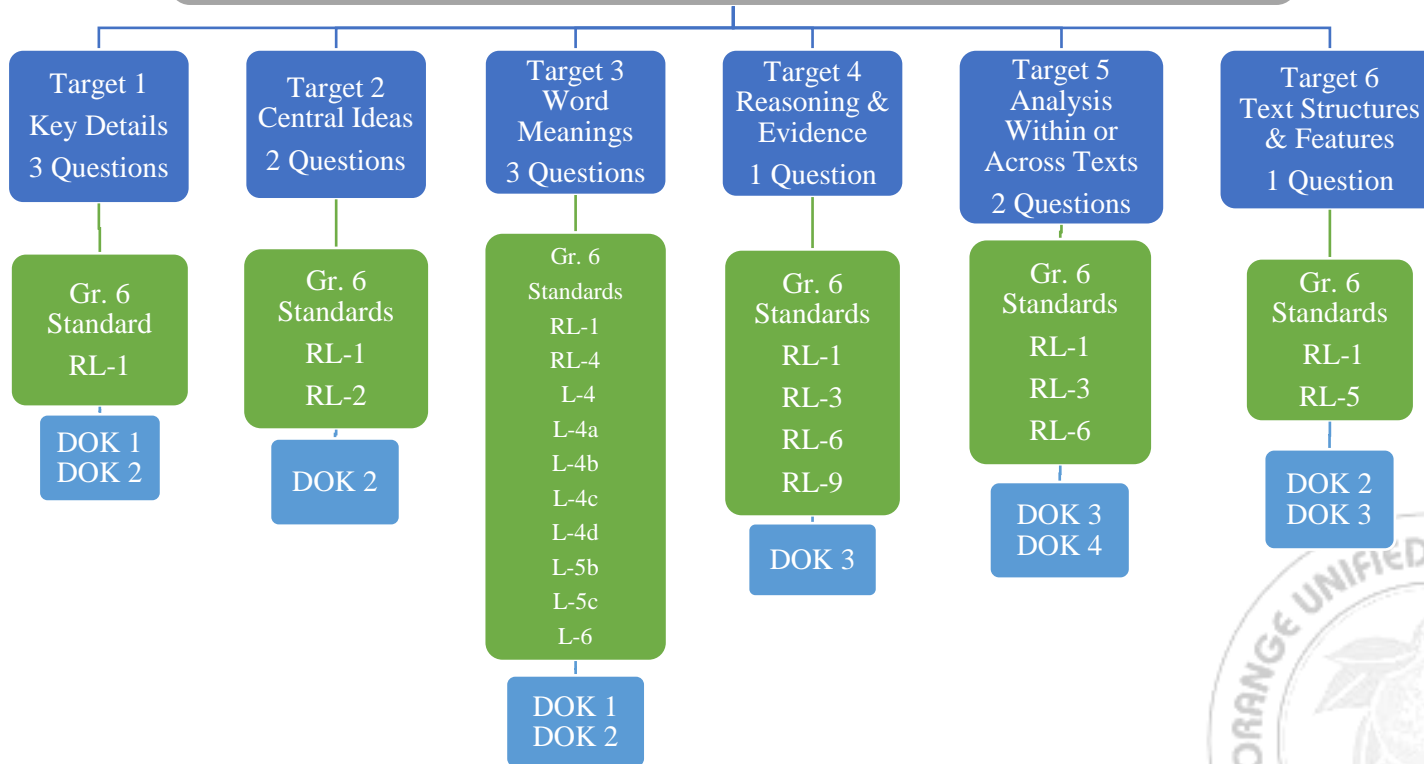 Target 1
Key Details
3 Questions
Gr. 6
Standard
RL-1
DOK 1
DOK 2
Target 2
Central Ideas
2 Questions
Gr. 6
Standards
RL-1
RL-2
DOK 2
Target 3
Word
Meanings
3 Questions
Gr. 6
Standards
RL-1
RL-4
L-4
L-4a
L-4b
L-4c
L-4d
L-5b
L-5c
L-6
DOK 1
DOK 2
Target 4
Reasoning &
Evidence
1 Question
Gr. 6
Standards
RL-1
RL-3
RL-6
RL-9
DOK 3
Target 5
Analysis
Within or
Across Texts
2 Questions
Gr. 6
Standards
RL-1
RL-3
RL-6
DOK 3
DOK 4
Target 6
Text Structures
& Features
1 Question
Gr. 6
Standards
RL-1
RL-5
DOK 2
DOK 3
ORANGE UNIFIED